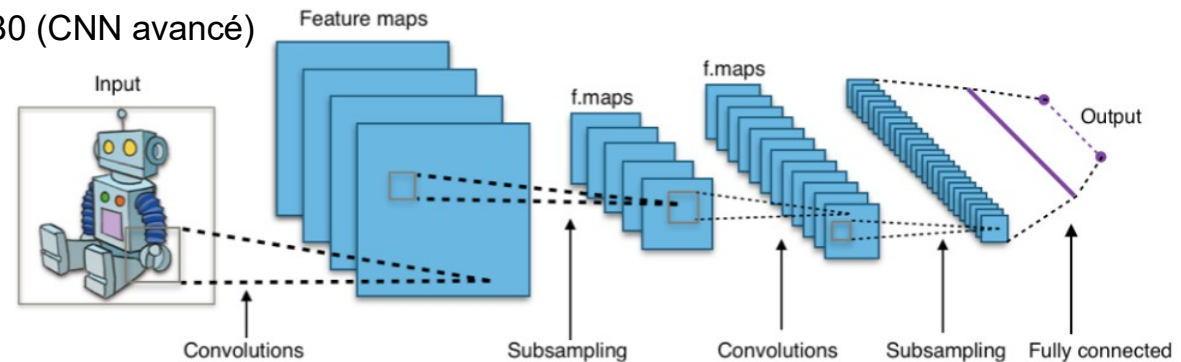 30 (CNN avancé)
Feature maps
Input
f.maps
f.maps
Output
Convolutions
Subsampling
Convolutions
Subsampling
Fully connected